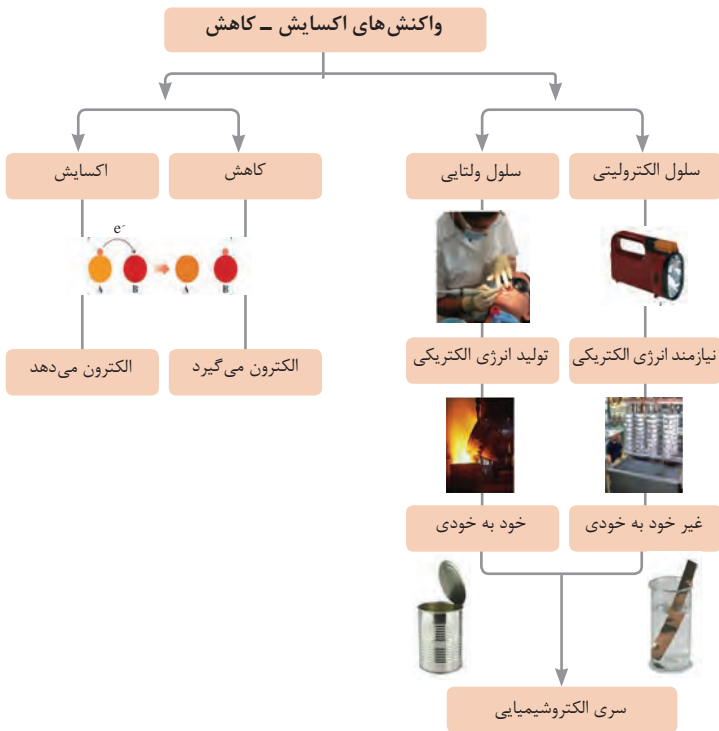 واکنش‌های اکسایش ــ کاهش
سلول الکترولیتی
سلول ولتایی
کاهش
اکسایش
e-
A B A B
نیازمند انرژی الکتریکی
تولید انرژی الکتریکی
الکترون می‌گیرد
الکترون می‌دهد
غیر خود به خودی
خود به خودی
سری الکتروشیمیایی